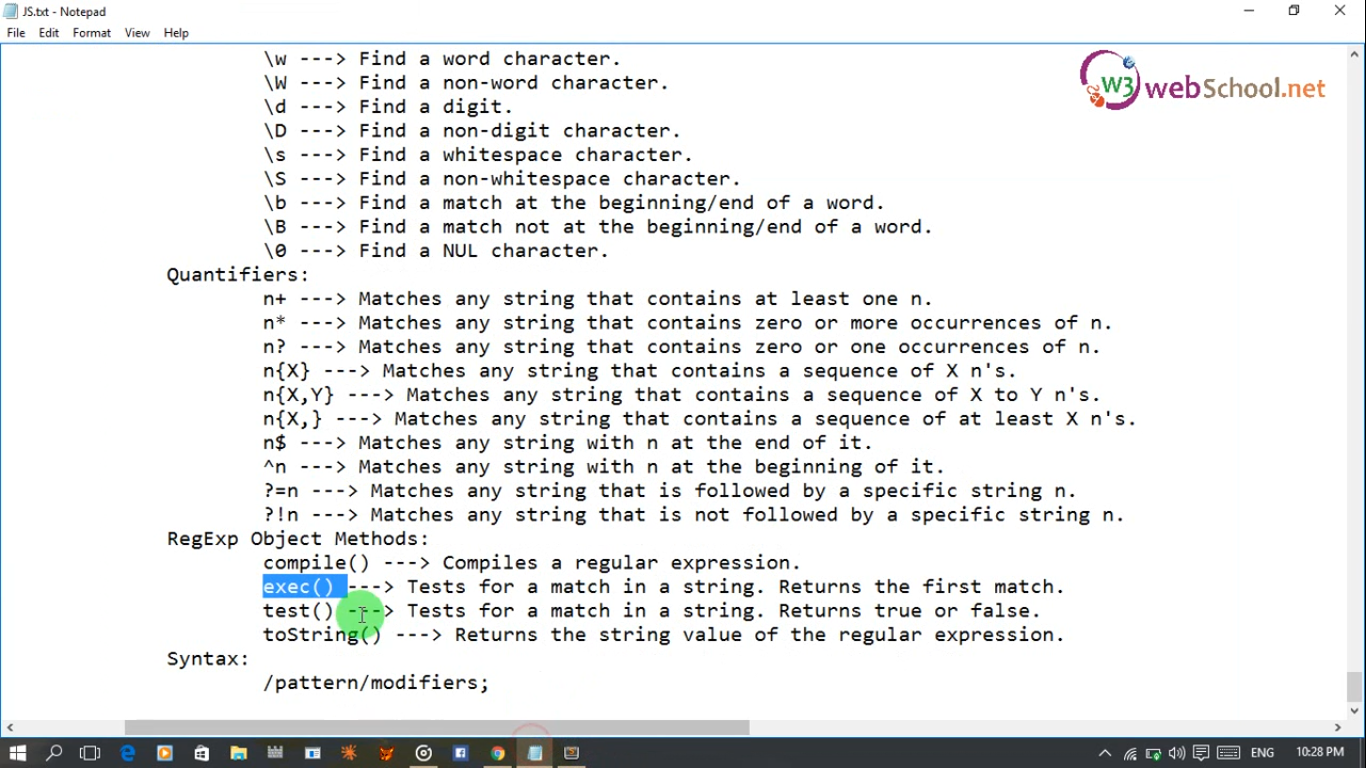 JS.txt - Notepad
File Edit Format View Help
W3 webSchool.net
\w ---> Find a word character.
\W ---> Find a non-word character.
\d ---> Find a digit.
\D ---> Find a non-digit character.
\s ---> Find a whitespace character.
\S ---> Find a non-whitespace character.
\b ---> Find a match at the beginning/end of a word.
\B ---> Find a match not at the beginning/end of a word.
\0 ---> Find a NUL character.
Quantifiers:
n+ ---> Matches any string that contains at least one n.
n* ---> Matches any string that contains zero or more occurrences of n.
n? ---> Matches any string that contains zero or one occurrences of n.
n{X} ---> Matches any string that contains a sequence of X n's.
n{X,Y} ---> Matches any string that contains a sequence of X to Y n's.
n{X,} ---> Matches any string that contains a sequence of at least X n's.
n$ ---> Matches any string with n at the end of it.
^n ---> Matches any string with n at the beginning of it.
?=n ---> Matches any string that is followed by a specific string n.
?!n ---> Matches any string that is not followed by a specific string n.
RegExp Object Methods:
compile() ---> Compiles a regular expression.
exec() ---> Tests for a match in a string. Returns the first match.
test() ---> Tests for a match in a string. Returns true or false.
toString() ---> Returns the string value of the regular expression.
Syntax:
/pattern/modifiers;
ENG 10:28 PM